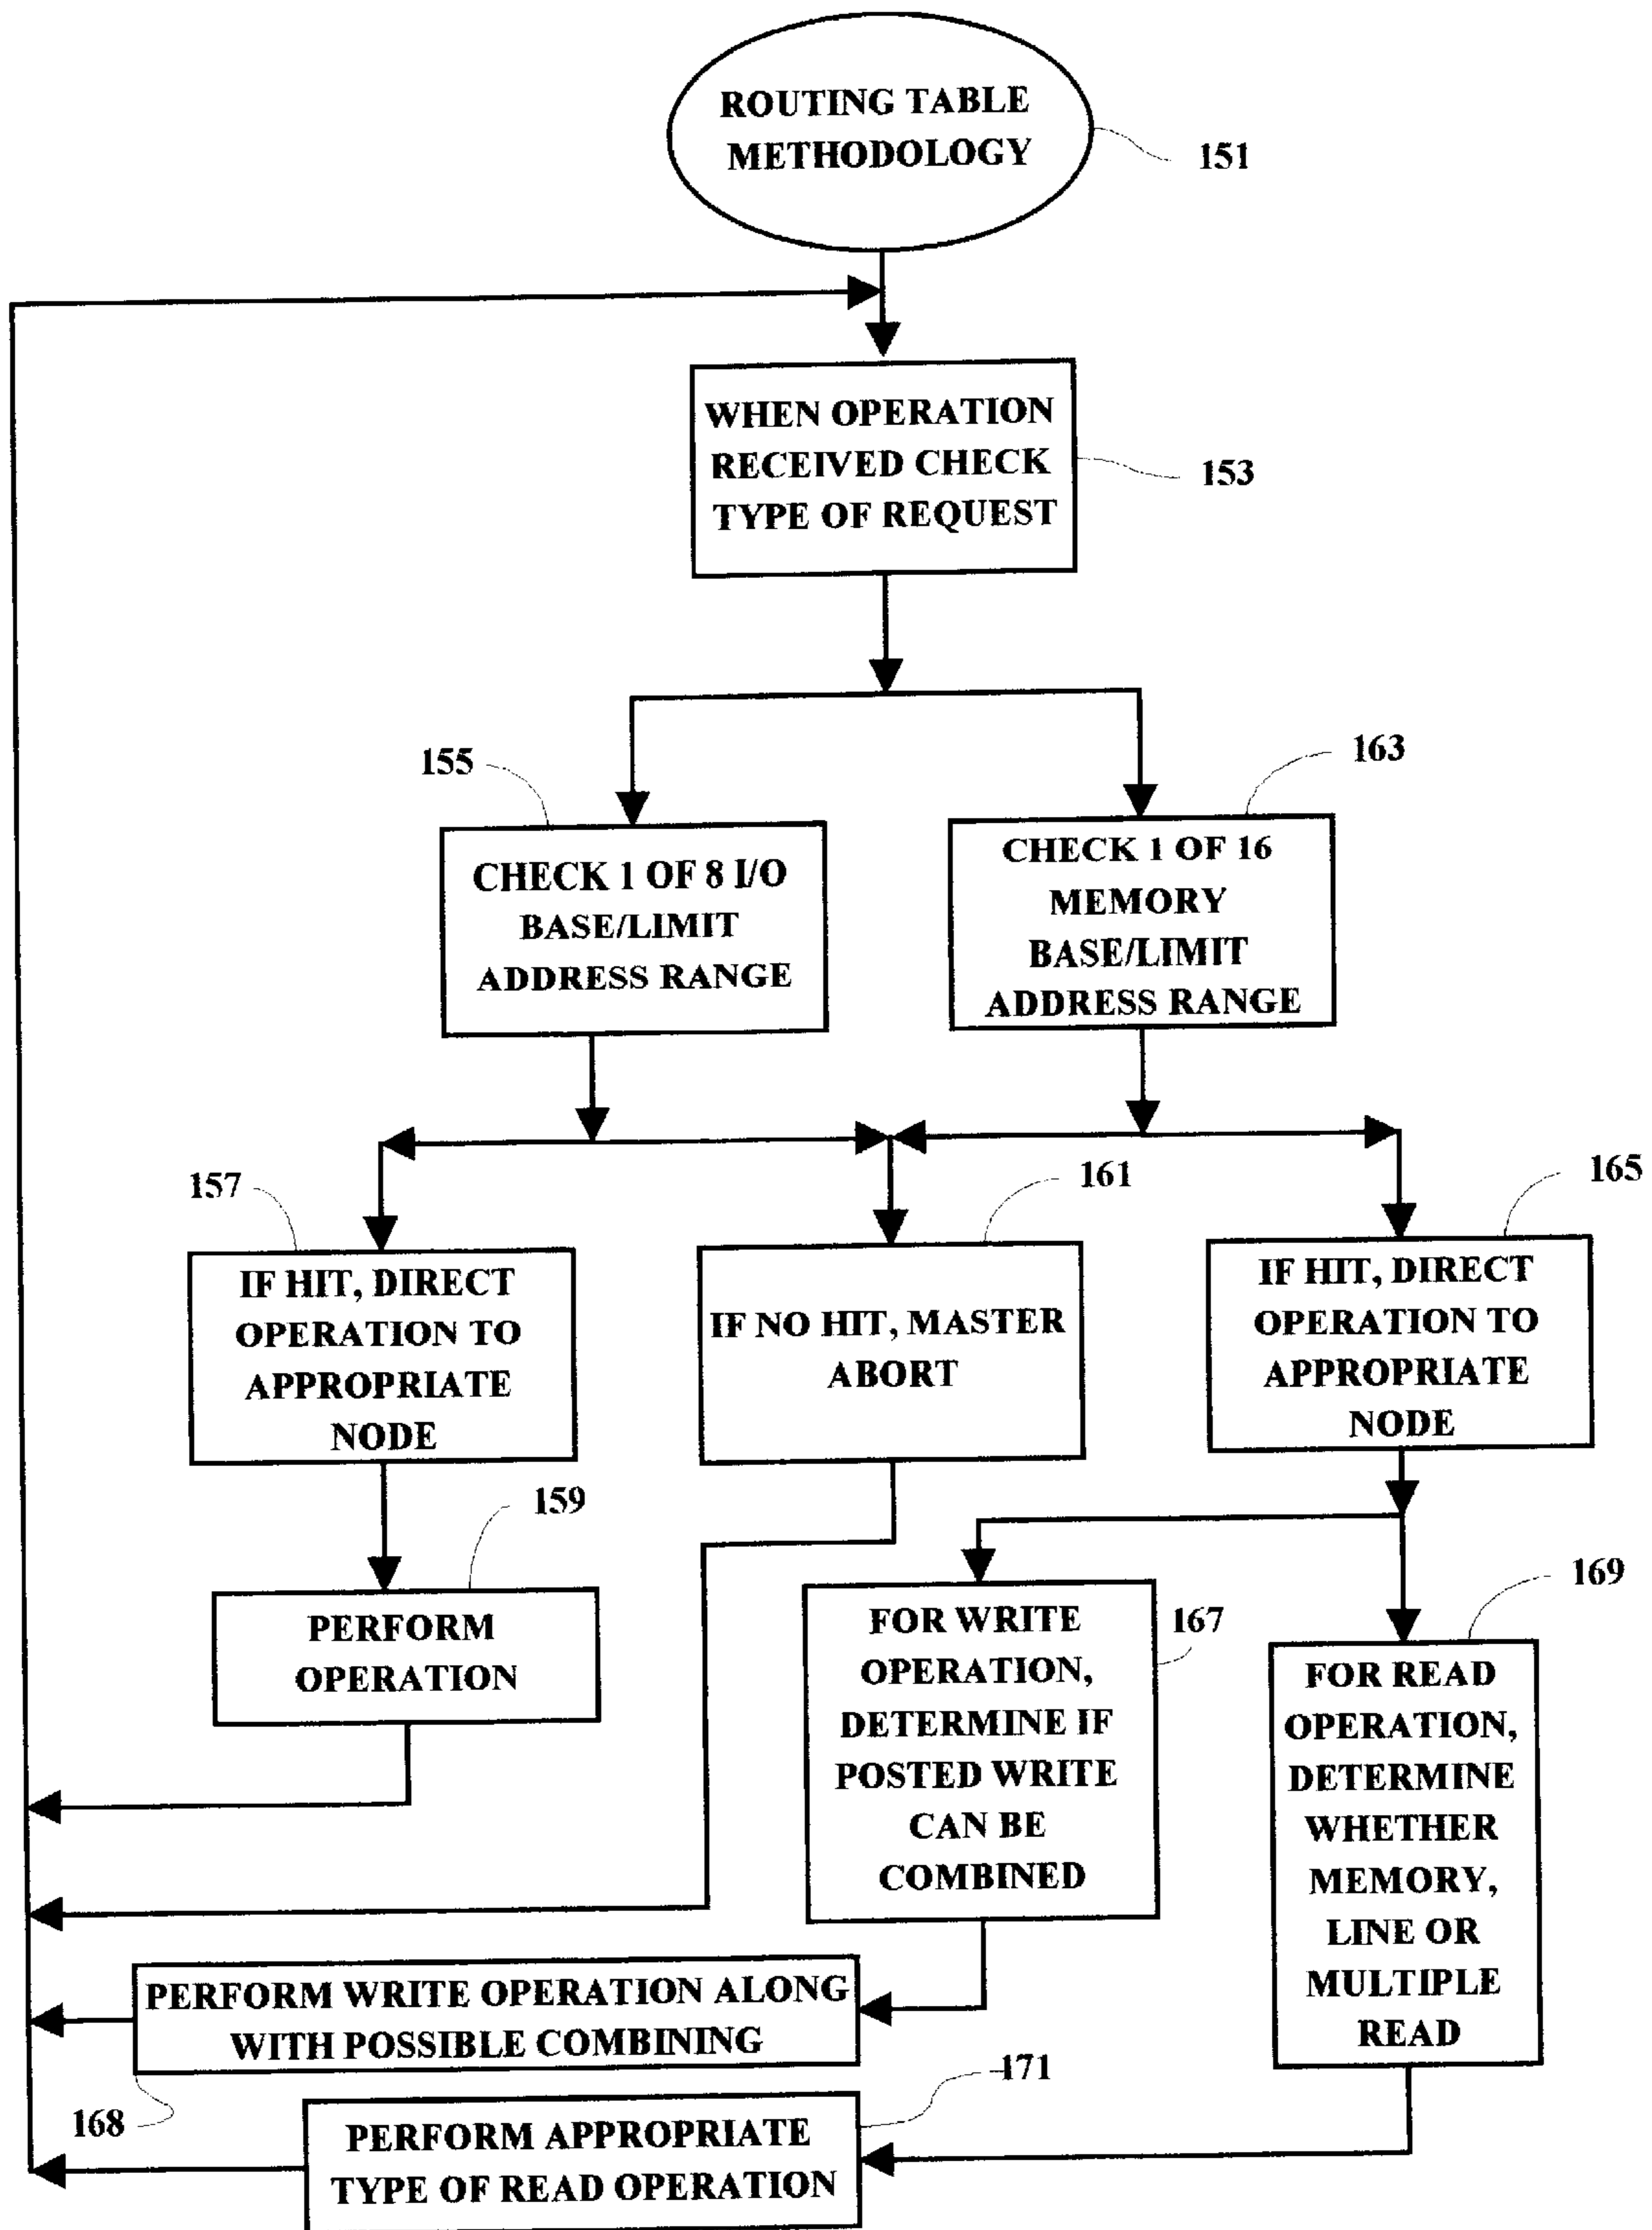 ROUTING TABLE
METHODOLOGY
151
WHEN OPERATION
RECEIVED CHECK
TYPE OF REQUEST
153
155
CHECK 1 OF 8 I/O
BASE/LIMIT
ADDRESS RANGE
163
CHECK 1 OF 16
MEMORY
BASE/LIMIT
ADDRESS RANGE
157
IF HIT, DIRECT
OPERATION TO
APPROPRIATE
NODE
161
IF NO HIT, MASTER
ABORT
165
IF HIT, DIRECT
OPERATION TO
APPROPRIATE
NODE
159
PERFORM
OPERATION
FOR WRITE
OPERATION,
DETERMINE IF
POSTED WRITE
CAN BE
COMBINED
167
169
FOR READ
OPERATION,
DETERMINE
WHETHER
MEMORY,
LINE OR
MULTIPLE
READ
PERFORM WRITE OPERATION ALONG
WITH POSSIBLE COMBINING
168
171
PERFORM APPROPRIATE
TYPE OF READ OPERATION